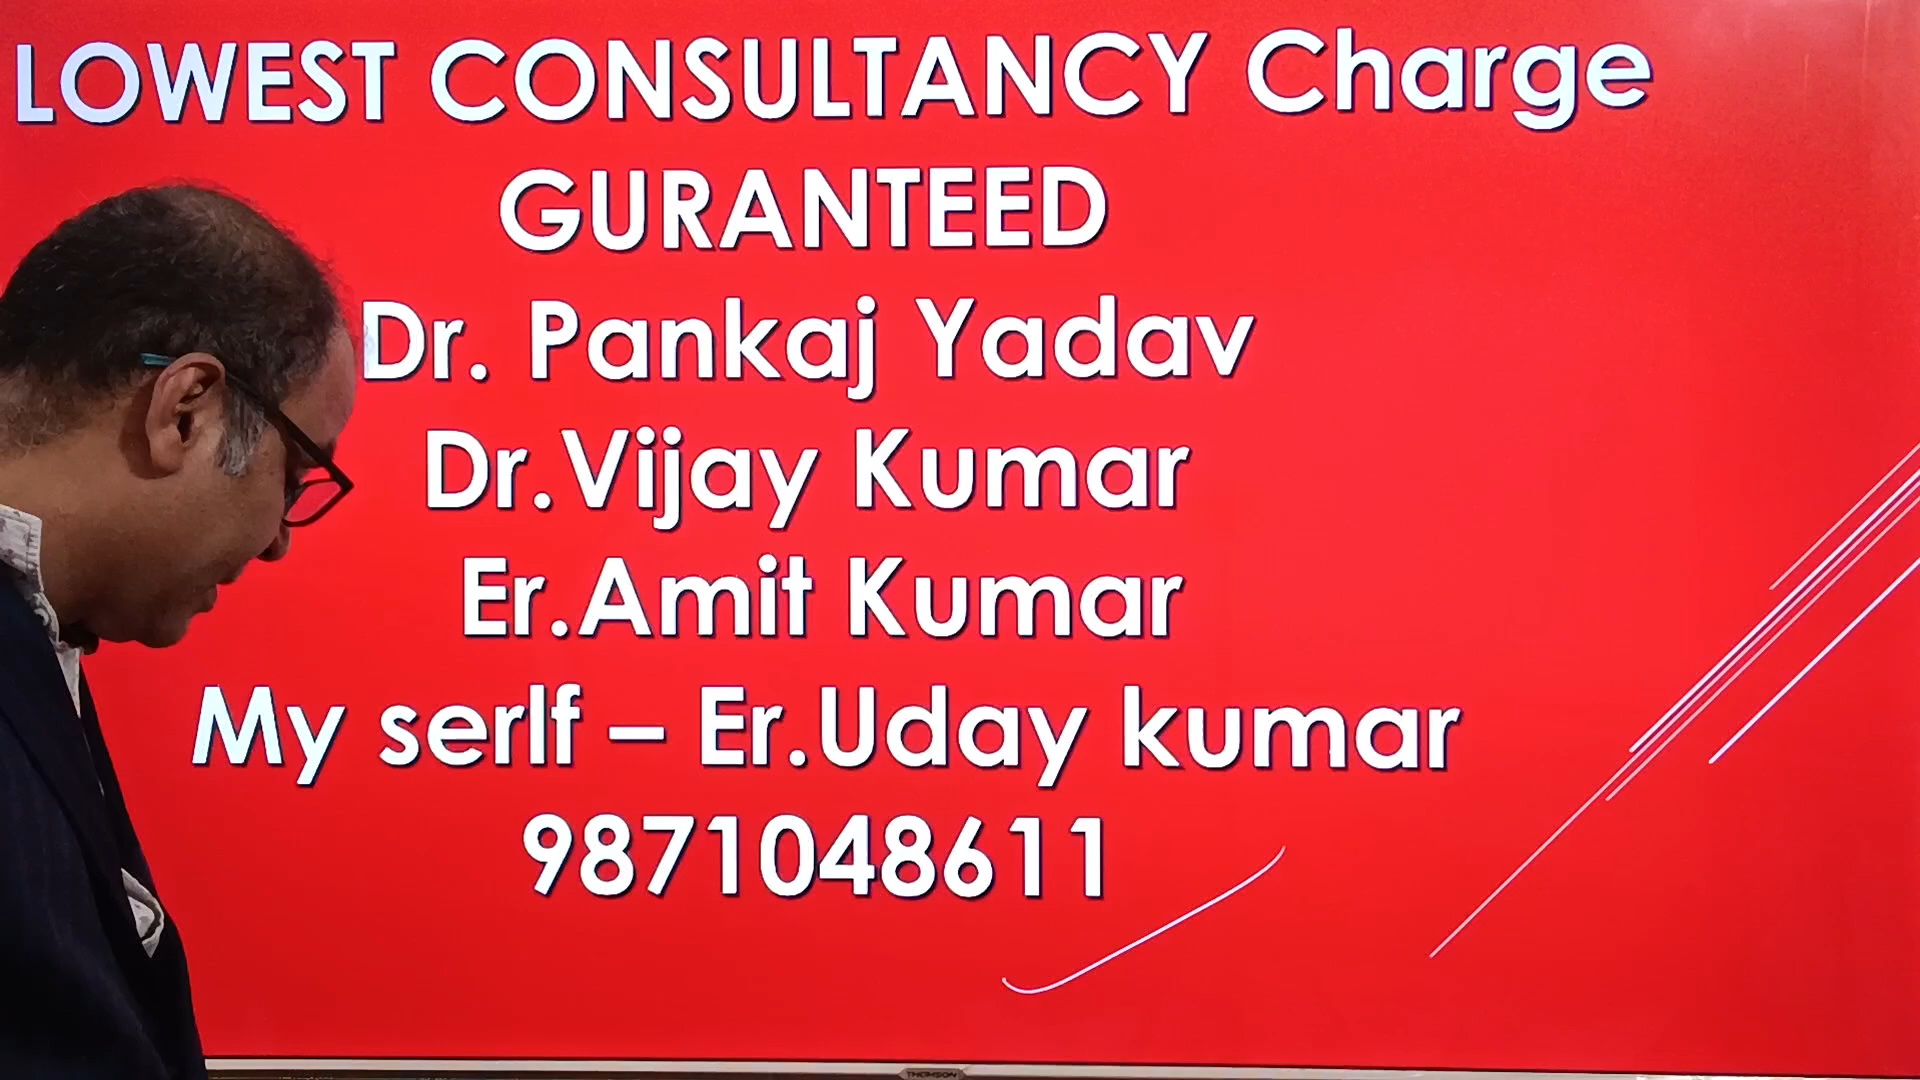 LOWEST CONSULTANCY Charge
GURANTEED
Dr. Pankaj Yadav
Dr.Vijay Kumar
Er.Amit Kumar
My serlf – Er.Uday kumar
9871048611
THOMSON